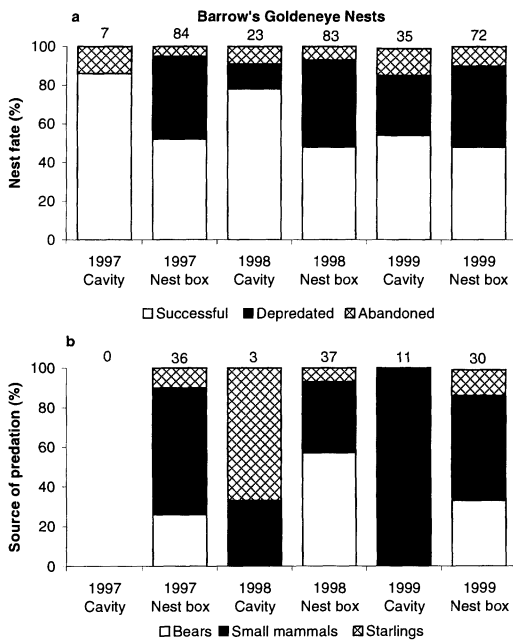 a Barrow's Goldeneye Nests
7 84 23 83 35 72
Nest fate (%)
100
80
60
40
20
0
1997 1997 1998 1998 1999 1999
Cavity Nest box Cavity Nest box Cavity Nest box
Successful Depredated Abandoned
b
0 36 3 37 11 30
Source of predation (%)
100
80
60
40
20
0
1997 1997 1998 1998 1999 1999
Cavity Nest box Cavity Nest box Cavity Nest box
Bears Small mammals Starlings